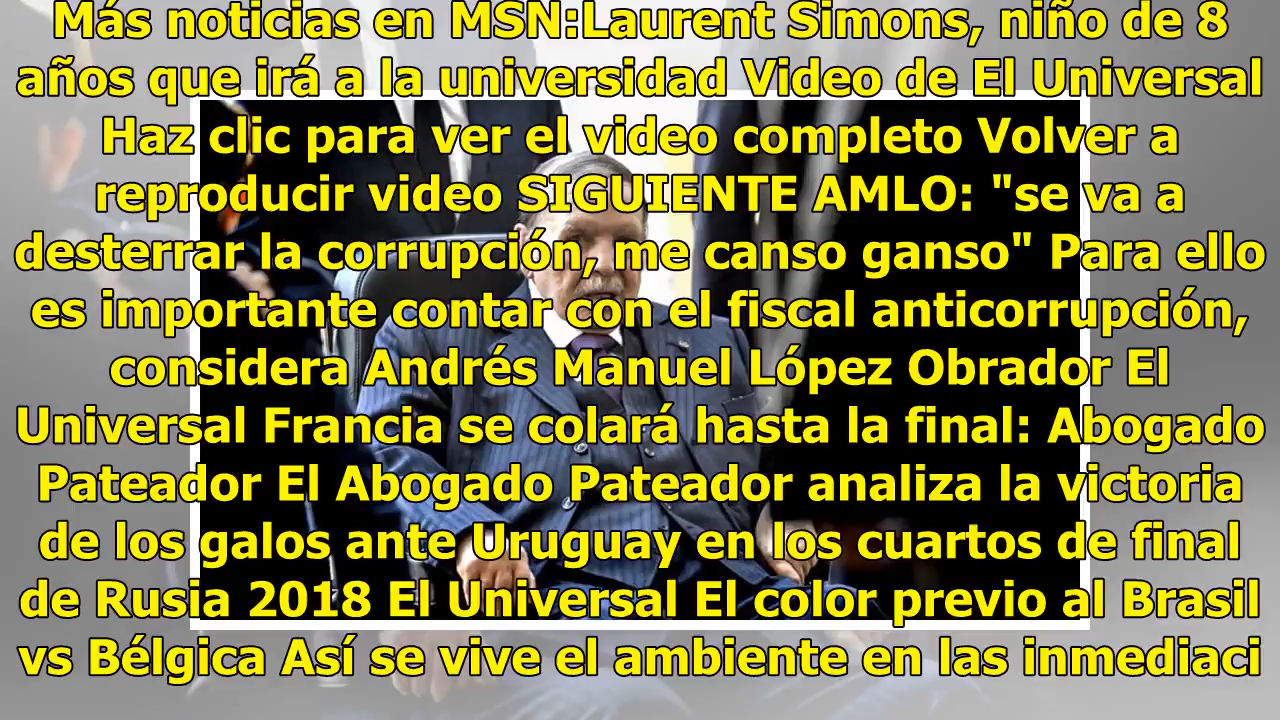 Más noticias en MSN:Laurent Simons, niño de 8
años que irá a la universidad Video de El Universal
Haz clic para ver el video completo Volver a
reproducir video SIGUIENTE AMLO: "se va a
desterrar la corrupción, me canso ganso" Para ello
es importante contar con el fiscal anticorrupción,
considera Andrés Manuel López Obrador El
Universal Francia se colará hasta la final: Abogado
Pateador El Abogado Pateador analiza la victoria
de los galos ante Uruguay en los cuartos de final
de Rusia 2018 El Universal El color previo al Brasil
vs Bélgica Así se vive el ambiente en las inmediaci